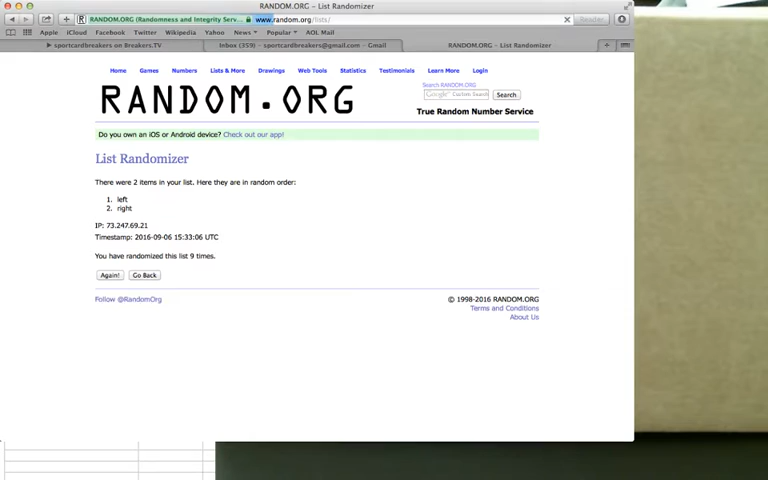 RANDOM.ORG – List Randomizer
RANDOM.ORG (Randomness and Integrity Serv... www.random.org/lists/ Reader
Apple iCloud Facebook Twitter Wikipedia Yahoo News Popular AOL Mail
sportcardbreakers on Breakers.TV Inbox (359) – sportcardbreakers@gmail.com – Gmail RANDOM.ORG – List Randomizer
Home Games Numbers Lists & More Drawings Web Tools Statistics Testimonials Learn More Login
RANDOM.ORG
Search RANDOM.ORG
Google Custom Search Search
True Random Number Service
Do you own an iOS or Android device? Check out our app!
List Randomizer
There were 2 items in your list. Here they are in random order:
1. left
2. right
IP: 73.247.69.21
Timestamp: 2016-09-06 15:33:06 UTC
You have randomized this list 9 times.
Again! Go Back
Follow @RandomOrg
© 1998-2016 RANDOM.ORG
Terms and Conditions
About Us